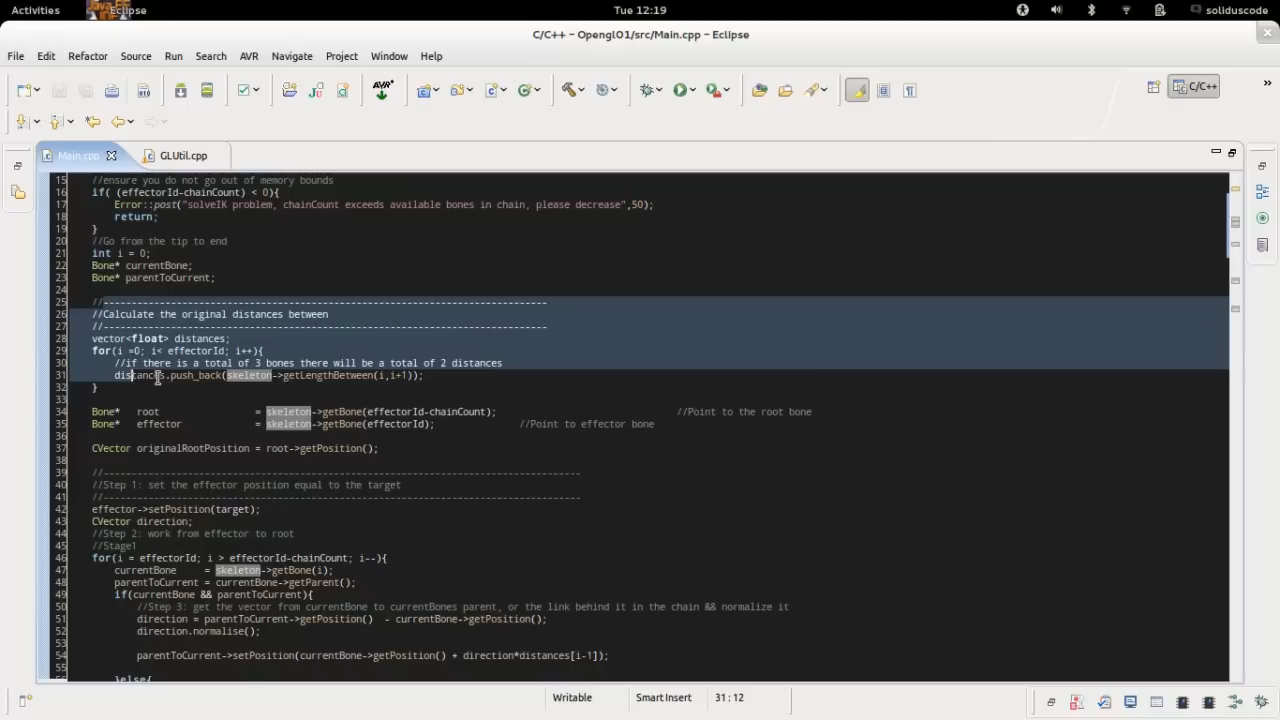 Activities Eclipse Tue 12:19 soliduscode
C/C++ - Opengl01/src/Main.cpp - Eclipse
File Edit Refactor Source Run Search AVR Navigate Project Window Help
AVR* C/C++ »
Main.cpp GLUtil.cpp
15 //ensure you do not go out of memory bounds
16 if( (effectorId-chainCount) < 0){
17 Error::post("solveIK problem, chainCount exceeds available bones in chain, please decrease",50);
18 return;
19 }
20 //Go from the tip to end
21 int i = 0;
22 Bone* currentBone;
23 Bone* parentToCurrent;
24
25 //--------------------------------------------------------------------------------
26 //Calculate the original distances between
27 //--------------------------------------------------------------------------------
28 vector<float> distances;
29 for(i =0; i< effectorId; i++){
30 //if there is a total of 3 bones there will be a total of 2 distances
31 distances.push_back(skeleton->getLengthBetween(i,i+1));
32 }
33
34 Bone* root = skeleton->getBone(effectorId-chainCount); //Point to the root bone
35 Bone* effector = skeleton->getBone(effectorId); //Point to effector bone
36
37 CVector originalRootPosition = root->getPosition();
38
39 //--------------------------------------------------------------------------------------
40 //Step 1: set the effector position equal to the target
41 //--------------------------------------------------------------------------------------
42 effector->setPosition(target);
43 CVector direction;
44 //Step 2: work from effector to root
45 //Stage1
46 for(i = effectorId; i > effectorId-chainCount; i--){
47 currentBone = skeleton->getBone(i);
48 parentToCurrent = currentBone->getParent();
49 if(currentBone && parentToCurrent){
50 //Step 3: get the vector from currentBone to currentBones parent, or the link behind it in the chain && normalize it
51 direction = parentToCurrent->getPosition() - currentBone->getPosition();
52 direction.normalise();
53
54 parentToCurrent->setPosition(currentBone->getPosition() + direction*distances[i-1]);
55
56 }else{
Writable Smart Insert 31 : 12